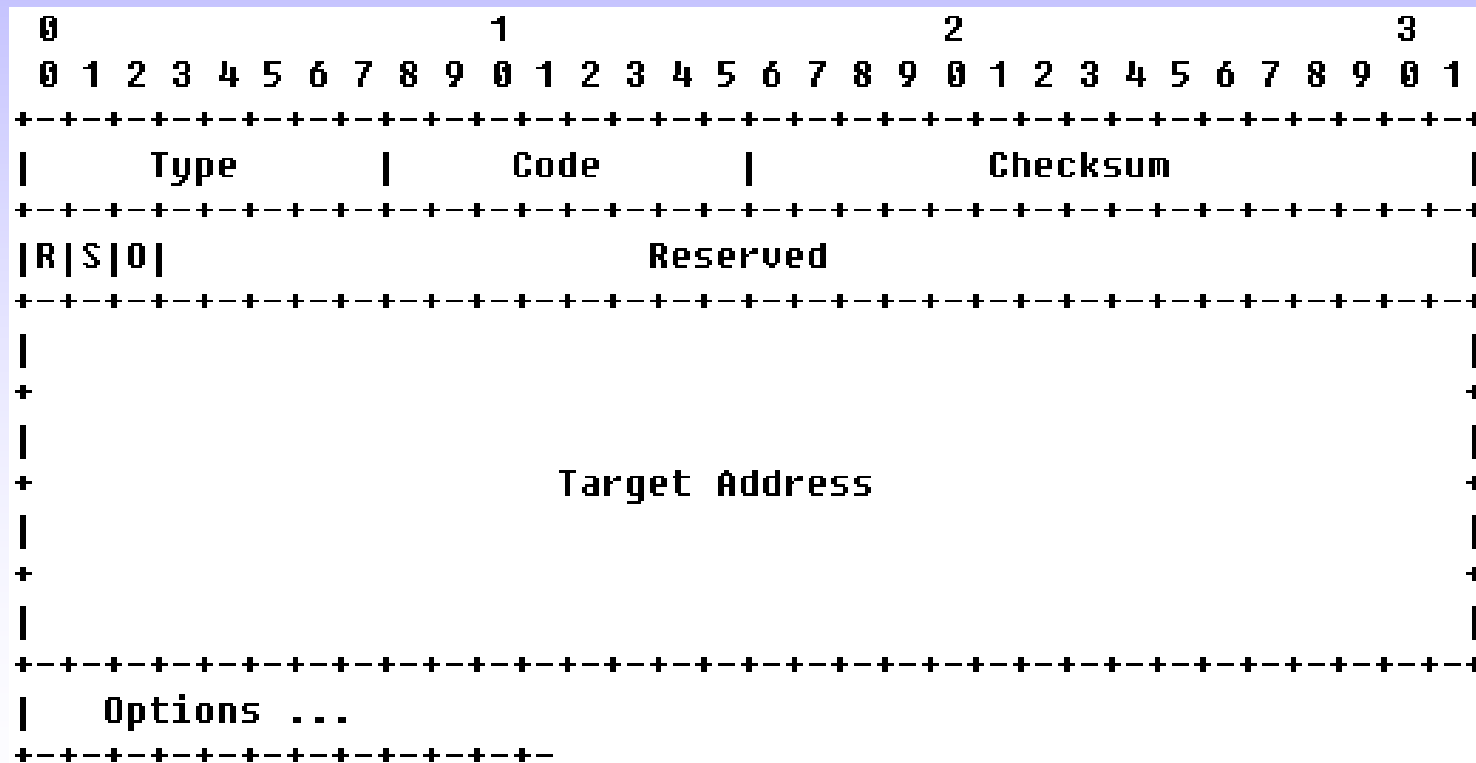 0 1 2 3
0 1 2 3 4 5 6 7 8 9 0 1 2 3 4 5 6 7 8 9 0 1 2 3 4 5 6 7 8 9 0 1
+-+-+-+-+-+-+-+-+-+-+-+-+-+-+-+-+-+-+-+-+-+-+-+-+-+-+-+-+-+-+-+-+
| Type | Code | Checksum |
+-+-+-+-+-+-+-+-+-+-+-+-+-+-+-+-+-+-+-+-+-+-+-+-+-+-+-+-+-+-+-+-+
|R|S|O| Reserved |
+-+-+-+-+-+-+-+-+-+-+-+-+-+-+-+-+-+-+-+-+-+-+-+-+-+-+-+-+-+-+-+-+
| |
+ +
| |
+ Target Address +
| |
+ +
| |
+-+-+-+-+-+-+-+-+-+-+-+-+-+-+-+-+-+-+-+-+-+-+-+-+-+-+-+-+-+-+-+-+
| Options ...
+-+-+-+-+-+-+-+-+-+-+-+-